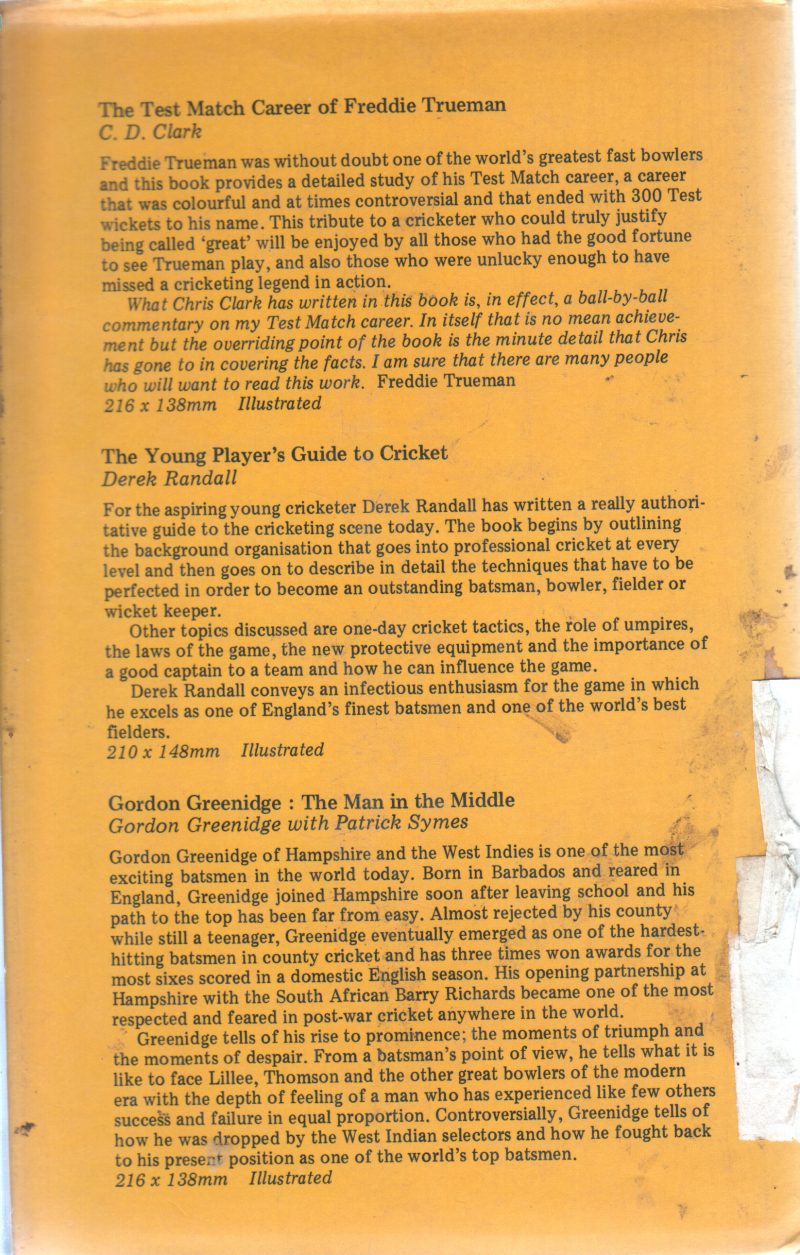 The Test Match Career of Freddie Trueman
C. D. Clark
Freddie Trueman was without doubt one of the world's greatest fast bowlers
and this book provides a detailed study of his Test Match career, a career
that was colourful and at times controversial and that ended with 300 Test
wickets to his name. This tribute to a cricketer who could truly justify
being called 'great' will be enjoyed by all those who had the good fortune
to see Trueman play, and also those who were unlucky enough to have
missed a cricketing legend in action.
What Chris Clark has written in this book is, in effect, a ball-by-ball
commentary on my Test Match career. In itself that is no mean achieve-
ment but the overriding point of the book is the minute detail that Chris
has gone to in covering the facts. I am sure that there are many people
who will want to read this work. Freddie Trueman
216 x 138mm Illustrated
The Young Player's Guide to Cricket
Derek Randall
For the aspiring young cricketer Derek Randall has written a really authori-
tative guide to the cricketing scene today. The book begins by outlining
the background organisation that goes into professional cricket at every
level and then goes on to describe in detail the techniques that have to be
perfected in order to become an outstanding batsman, bowler, fielder or
wicket keeper.
Other topics discussed are one-day cricket tactics, the role of umpires,
the laws of the game, the new protective equipment and the importance of
a good captain to a team and how he can influence the game.
Derek Randall conveys an infectious enthusiasm for the game in which
he excels as one of England's finest batsmen and one of the world's best
fielders.
210 x 148mm Illustrated
Gordon Greenidge : The Man in the Middle
Gordon Greenidge with Patrick Symes
Gordon Greenidge of Hampshire and the West Indies is one of the most
exciting batsmen in the world today. Born in Barbados and reared in
England, Greenidge joined Hampshire soon after leaving school and his
path to the top has been far from easy. Almost rejected by his county
while still a teenager, Greenidge eventually emerged as one of the hardest-
hitting batsmen in county cricket and has three times won awards for the
most sixes scored in a domestic English season. His opening partnership at
Hampshire with the South African Barry Richards became one of the most
respected and feared in post-war cricket anywhere in the world.
Greenidge tells of his rise to prominence; the moments of triumph and
the moments of despair. From a batsman's point of view, he tells what it is
like to face Lillee, Thomson and the other great bowlers of the modern
era with the depth of feeling of a man who has experienced like few others
success and failure in equal proportion. Controversially, Greenidge tells of
how he was dropped by the West Indian selectors and how he fought back
to his present position as one of the world's top batsmen.
216 x 138mm Illustrated